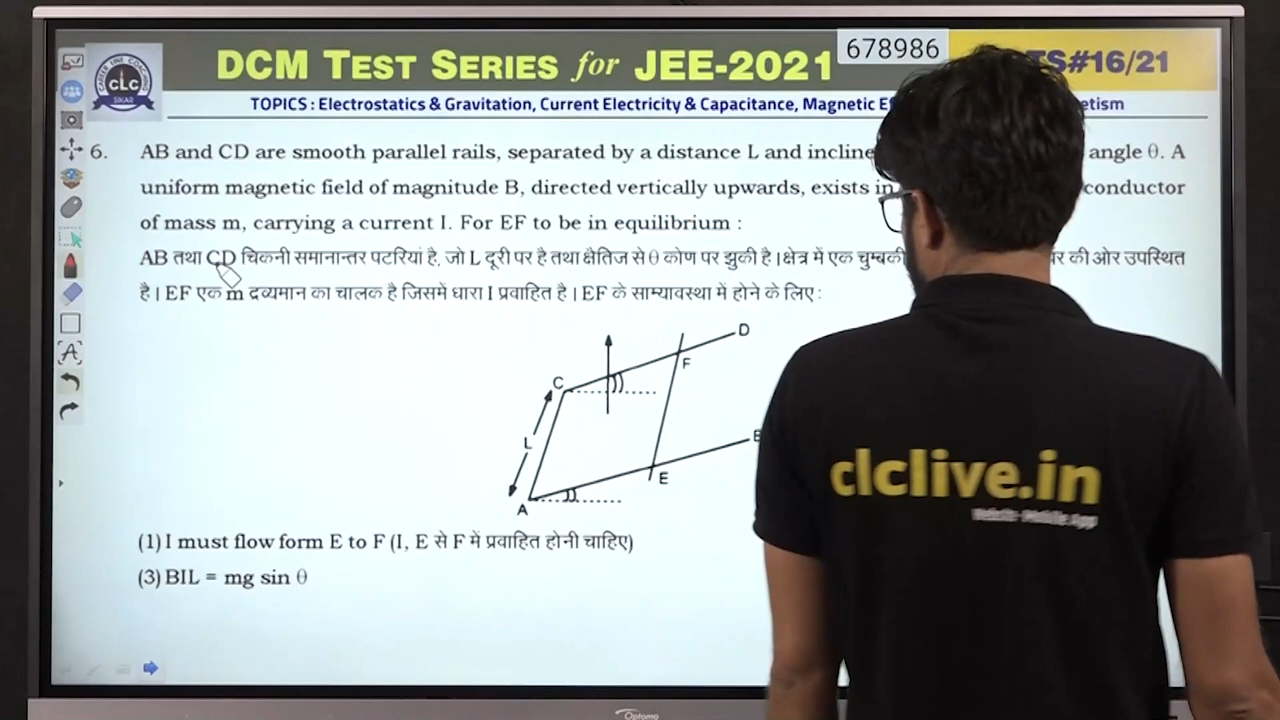 DCM TEST SERIES for JEE-2021
678986
TS#16/21
CLC
SIKAR
TOPICS : Electrostatics & Gravitation, Current Electricity & Capacitance, Magnetic
6. AB and CD are smooth parallel rails, separated by a distance L and angle θ. A
uniform magnetic field of magnitude B, directed vertically upwards, exists in conductor
of mass m, carrying a current I. For EF to be in equilibrium :
AB तथा CD चिकनी समानान्तर पटरियां है, जो L दूरी पर है तथा क्षैतिज से θ कोण पर झुकी है। क्षेत्र में एक की ओर उपस्थित
है। EF एक m द्रव्यमान का चालक है जिसमें धारा I प्रवाहित है। EF के साम्यावस्था में होने के लिए :
D
F
C
L
E
A
(1) I must flow form E to F (I, E से F में प्रवाहित होनी चाहिए)
(3) BIL = mg sin θ
clclive.in
Optoma